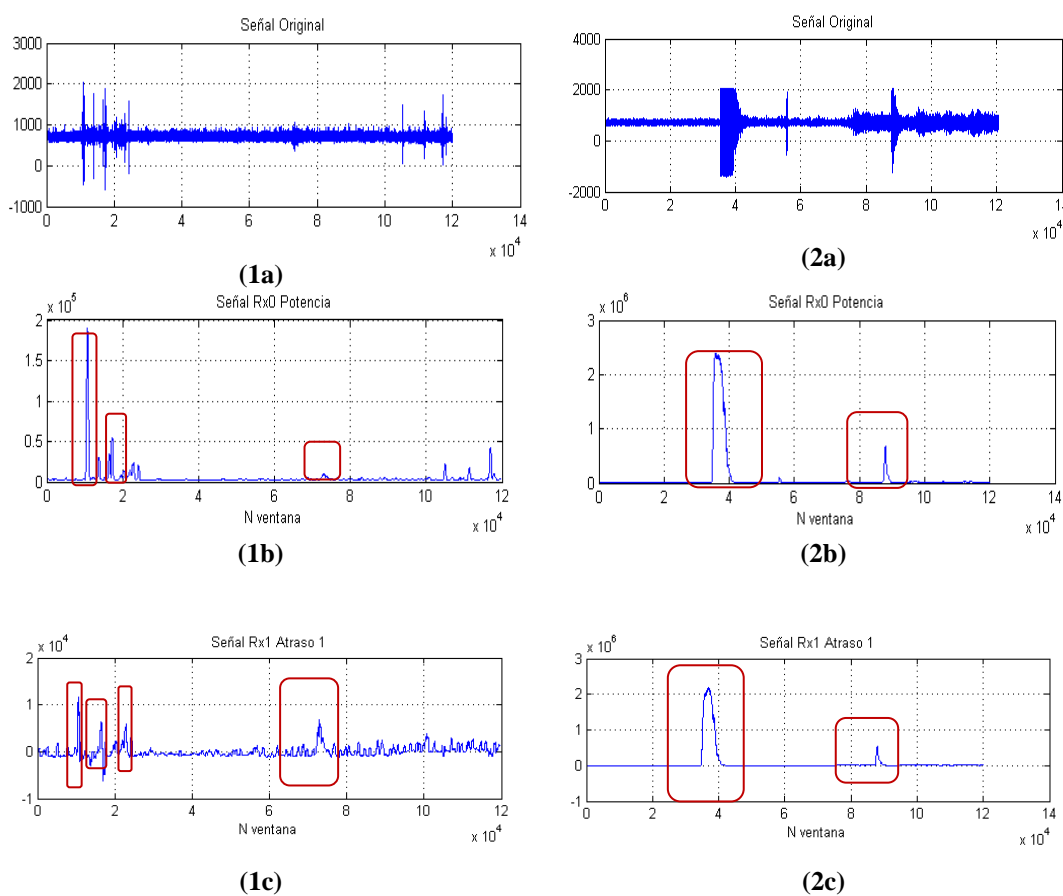 Señal Original
3000
2000
1000
0
-1000
0 2 4 6 8 10 12 14
x 10^4
(1a)
Señal Original
4000
2000
0
-2000
0 2 4 6 8 10 12 14
x 10^4
(2a)
x 10^5
Señal Rx0 Potencia
2
1.5
1
0.5
0
0 2 4 6 8 10 12
N ventana
x 10^4
(1b)
x 10^6
Señal Rx0 Potencia
3
2
1
0
0 2 4 6 8 10 12 14
N ventana
x 10^4
(2b)
x 10^4
Señal Rx1 Atraso 1
2
1
0
-1
0 2 4 6 8 10 12
N ventana
x 10^4
(1c)
x 10^6
Señal Rx1 Atraso 1
3
2
1
0
-1
0 2 4 6 8 10 12 14
N ventana
x 10^4
(2c)